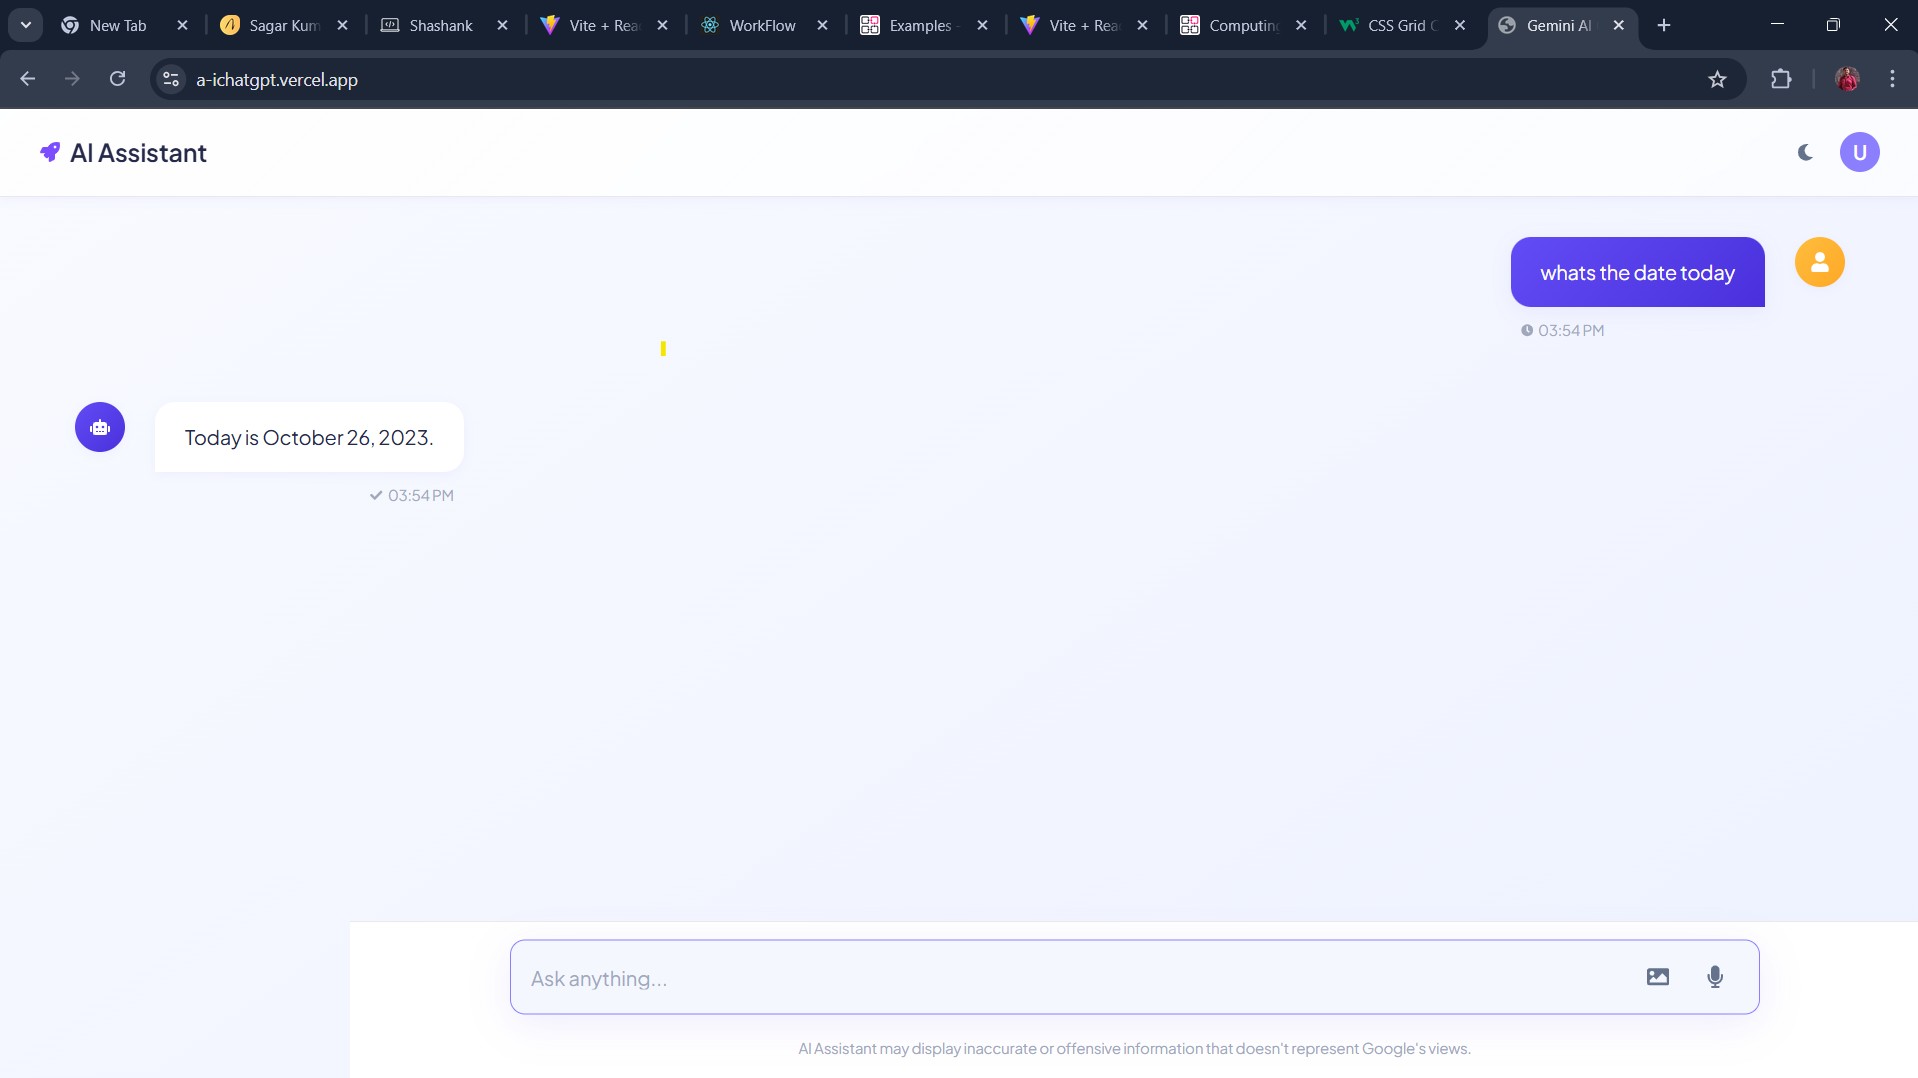 New Tab
Sagar Kum
Shashank
Vite + Rea
WorkFlow
Examples -
Vite + Rea
Computing
CSS Grid C
Gemini AI
a-ichatgpt.vercel.app
AI Assistant
U
whats the date today
03:54 PM
Today is October 26, 2023.
03:54 PM
Ask anything...
AI Assistant may display inaccurate or offensive information that doesn't represent Google's views.